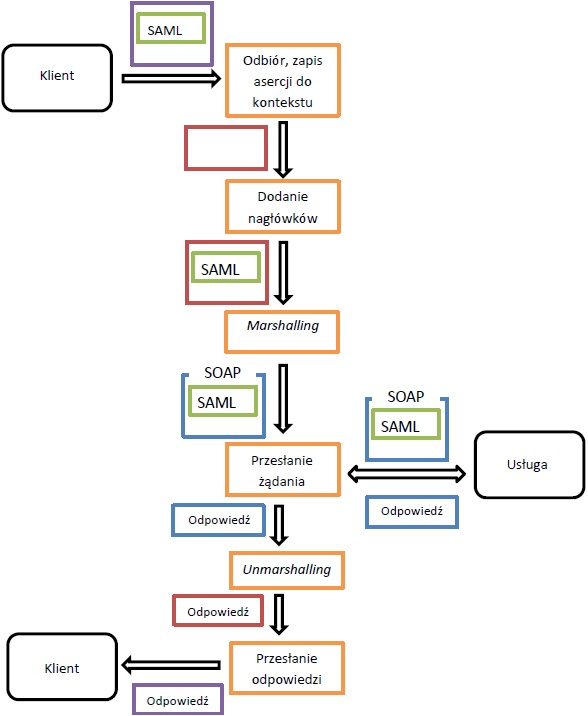 SAML
Klient
Odbiór, zapis
asercji do
kontekstu
Dodanie
nagłówków
SAML
Marshalling
SOAP
SAML
SOAP
SAML
Przesłanie
żądania
Usługa
Odpowiedź
Odpowiedź
Unmarshalling
Odpowiedź
Przesłanie
odpowiedzi
Klient
Odpowiedź